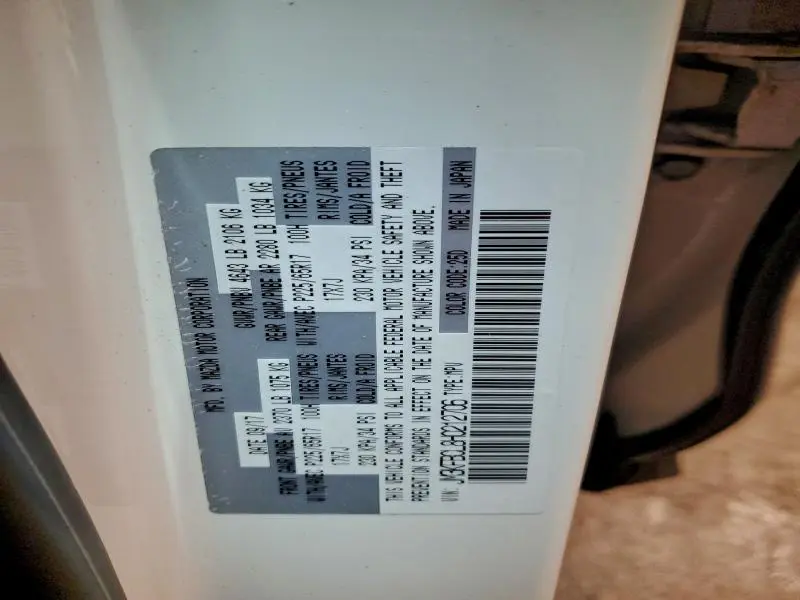 MFD. BY MAZDA MOTOR CORPORATION
DATE 09/17 GVWR/PNBV 4643 LB 2106 KG
FRONT GAWR/PNBE AV 2370 LB 1075 KG REAR GAWR/PNBE AR 2280 LB 1034 KG
WITH/AVEC P225/65R17 100H TIRES/PNEUS WITH/AVEC P225/65R17 100H TIRES/PNEUS
17X7J RIMS/JANTES 17X7J RIMS/JANTES
230 KPA/34 PSI COLD/A FROID 230 KPA/34 PSI COLD/A FROID
THIS VEHICLE CONFORMS TO ALL APPLICABLE FEDERAL MOTOR VEHICLE SAFETY AND THEFT
PREVENTION STANDARDS IN EFFECT ON THE DATE OF MANUFACTURE SHOWN ABOVE.
VIN: TYPE:MPV COLOR CODE:25D MADE IN JAPAN